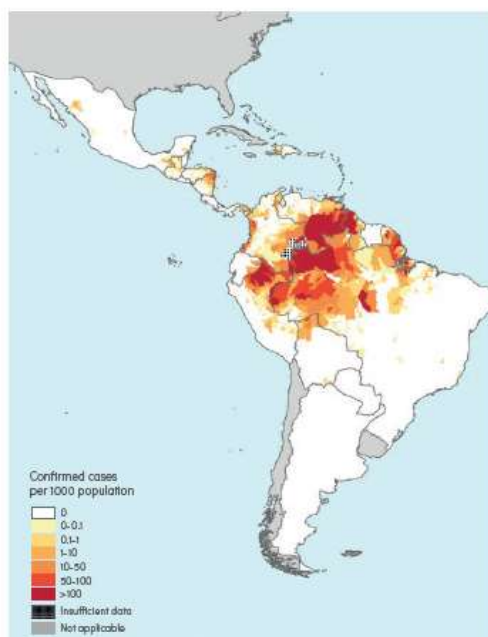 Confirmed cases
per 1000 population
0
0-0.1
0.1-1
1-10
10-50
50-100
>100
Insufficient data
Not applicable